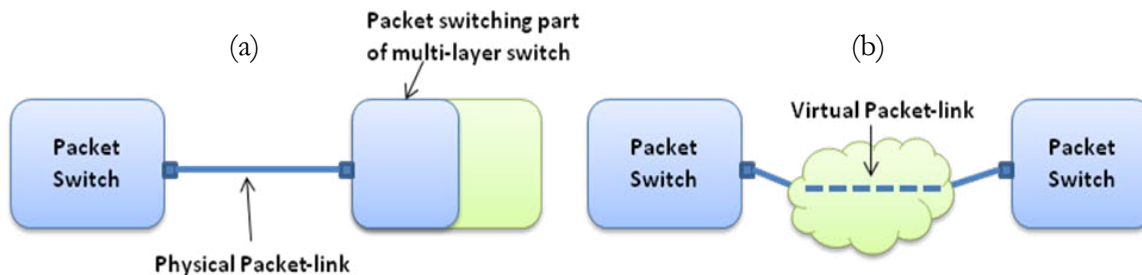 (a)
Packet switching part
of multi-layer switch
Packet
Switch
Physical Packet-link
(b)
Virtual Packet-link
Packet
Switch
Packet
Switch